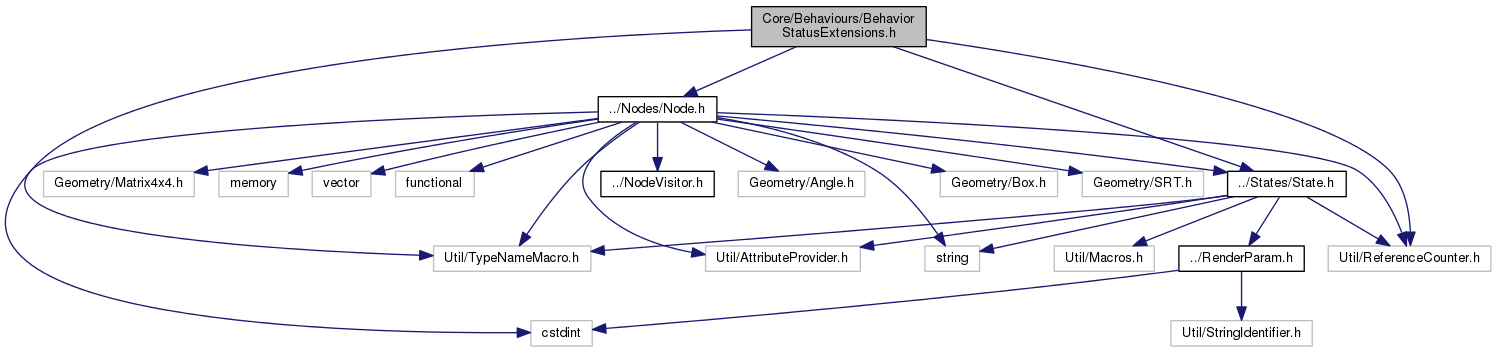 Core/Behaviours/Behavior
StatusExtensions.h
../Nodes/Node.h
Geometry/Matrix4x4.h
memory
vector
functional
../NodeVisitor.h
Geometry/Angle.h
Geometry/Box.h
Geometry/SRT.h
../States/State.h
Util/TypeNameMacro.h
Util/AttributeProvider.h
string
Util/Macros.h
../RenderParam.h
Util/ReferenceCounter.h
cstdint
Util/StringIdentifier.h